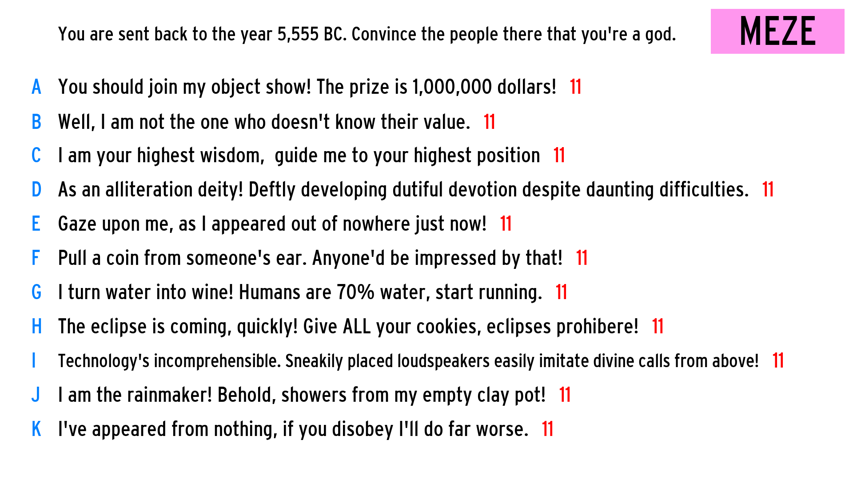 You are sent back to the year 5,555 BC. Convince the people there that you're a god.
MEZE
A You should join my object show! The prize is 1,000,000 dollars! 11
B Well, I am not the one who doesn't know their value. 11
C I am your highest wisdom, guide me to your highest position 11
D As an alliteration deity! Deftly developing dutiful devotion despite daunting difficulties. 11
E Gaze upon me, as I appeared out of nowhere just now! 11
F Pull a coin from someone's ear. Anyone'd be impressed by that! 11
G I turn water into wine! Humans are 70% water, start running. 11
H The eclipse is coming, quickly! Give ALL your cookies, eclipses prohibere! 11
I Technology's incomprehensible. Sneakily placed loudspeakers easily imitate divine calls from above! 11
J I am the rainmaker! Behold, showers from my empty clay pot! 11
K I've appeared from nothing, if you disobey I'll do far worse. 11